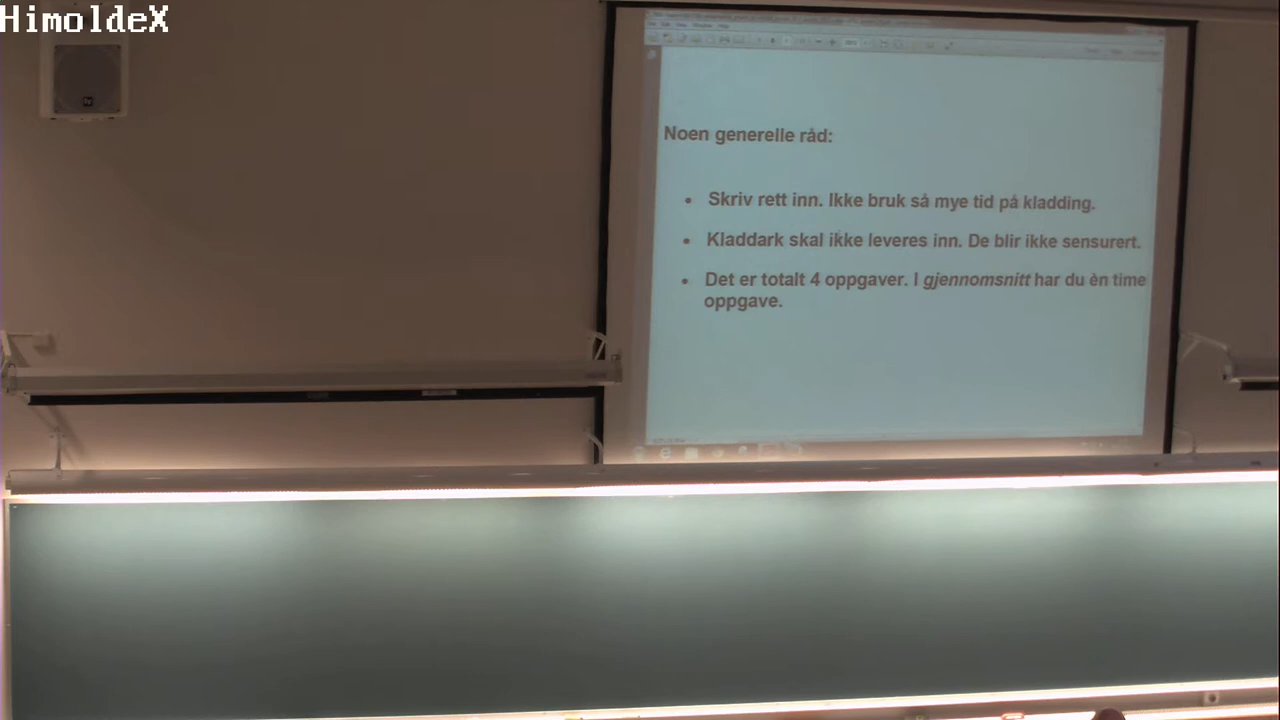 HimoldeX
Noen generelle råd:
• Skriv rett inn. Ikke bruk så mye tid på kladding.
• Kladdark skal ikke leveres inn. De blir ikke sensurert.
• Det er totalt 4 oppgaver. I gjennomsnitt har du èn time
oppgave.